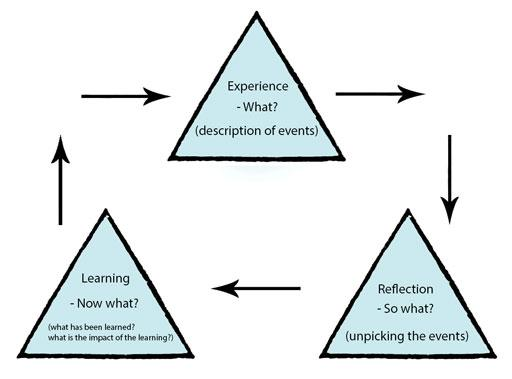 Experience
- What?
(description of events)
Reflection
- So what?
(unpicking the events)
Learning
- Now what?
(what has been learned?
what is the impact of the learning?)